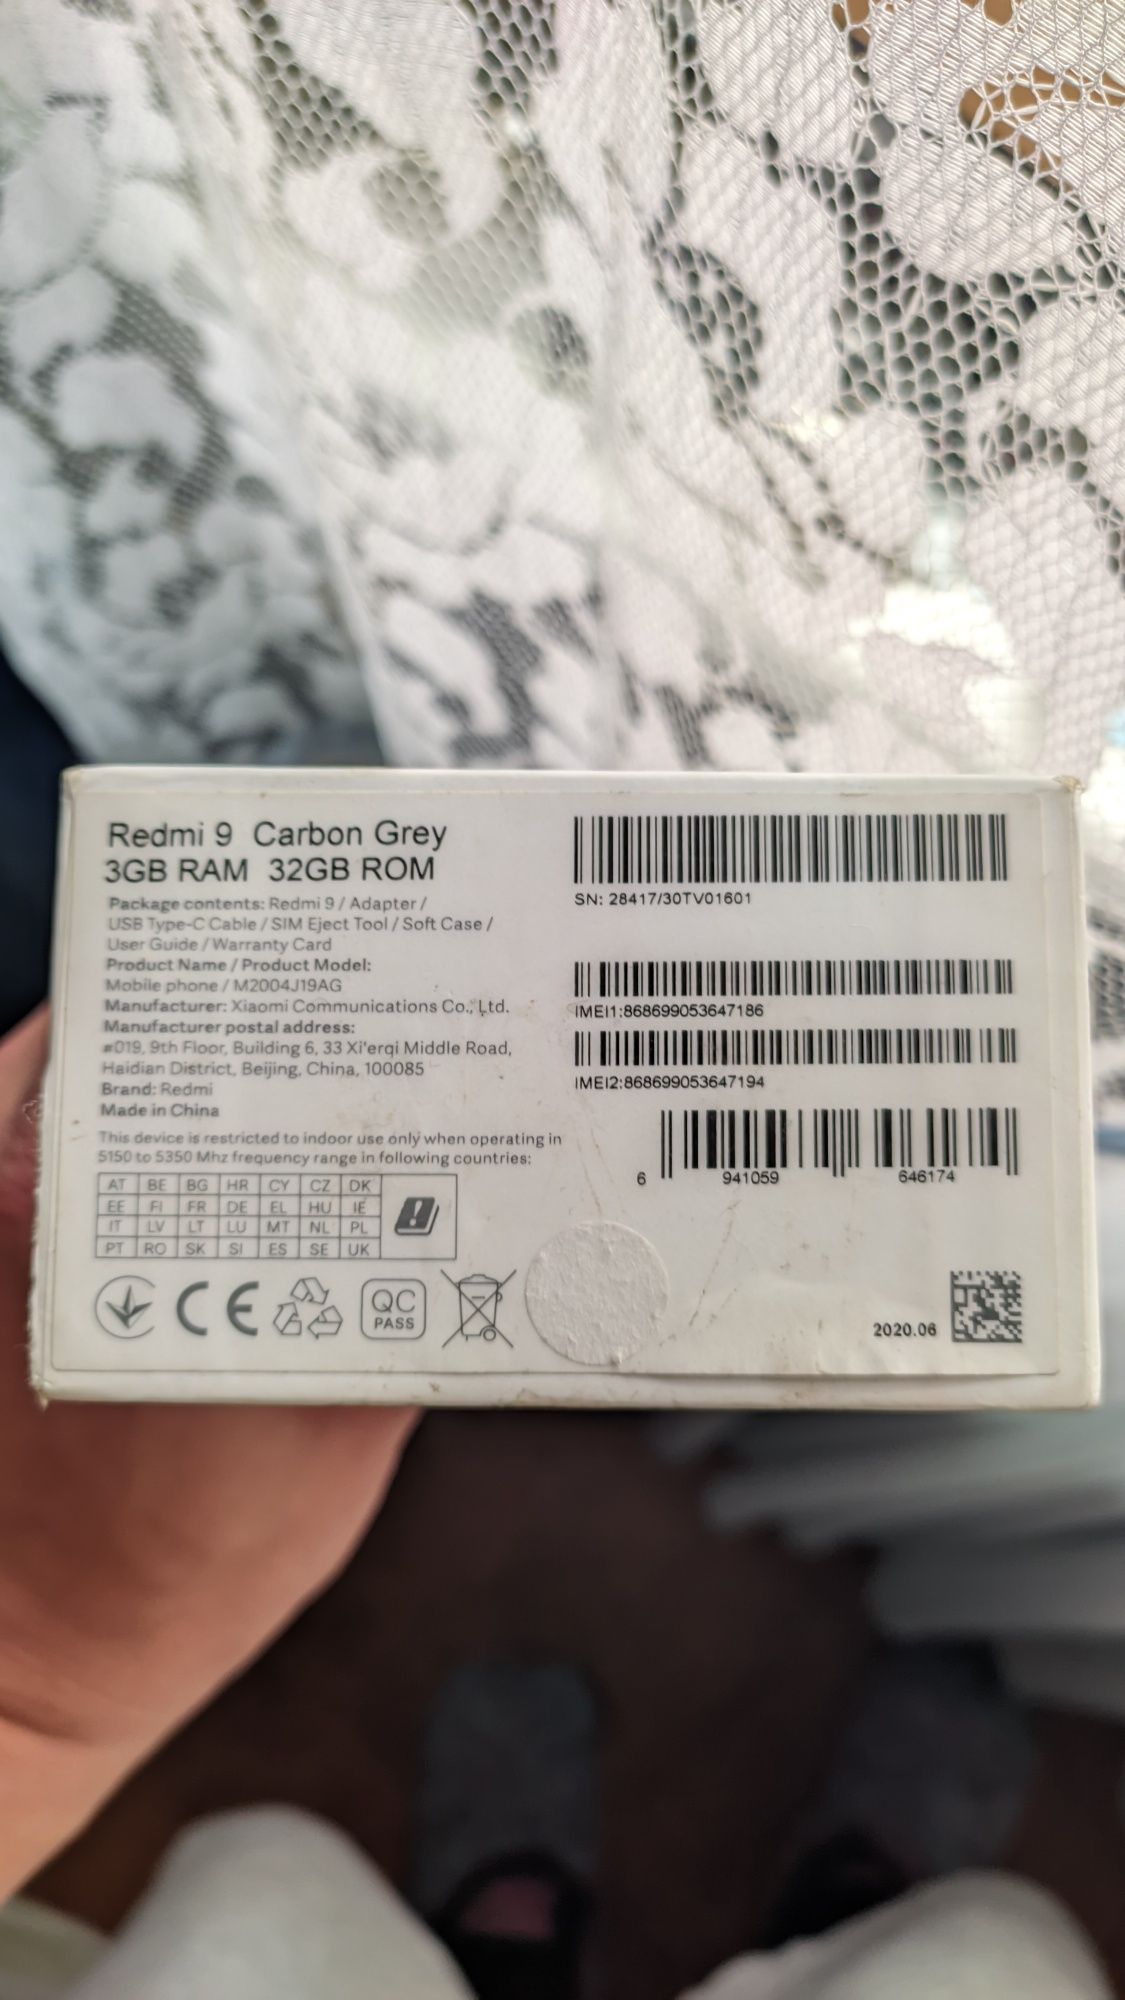 Redmi 9 Carbon Grey
3GB RAM 32GB ROM
Package contents: Redmi 9 / Adapter /
USB Type-C Cable / SIM Eject Tool / Soft Case /
User Guide / Warranty Card
Product Name / Product Model:
Mobile phone / M2004J19AG
Manufacturer: Xiaomi Communications Co., Ltd.
Manufacturer postal address:
#019, 9th Floor, Building 6, 33 Xi'erqi Middle Road,
Haidian District, Beijing, China, 100085
Brand: Redmi
Made in China
This device is restricted to indoor use only when operating in
5150 to 5350 Mhz frequency range in following countries:
AT BE BG HR CY CZ DK
EE FI FR DE EL HU IE
IT LV LT LU MT NL PL
PT RO SK SI ES SE UK
CE
QC
PASS
SN: 28417/30TV01601
IMEI1:868699053647186
IMEI2:868699053647194
6 941059 646174
2020.06